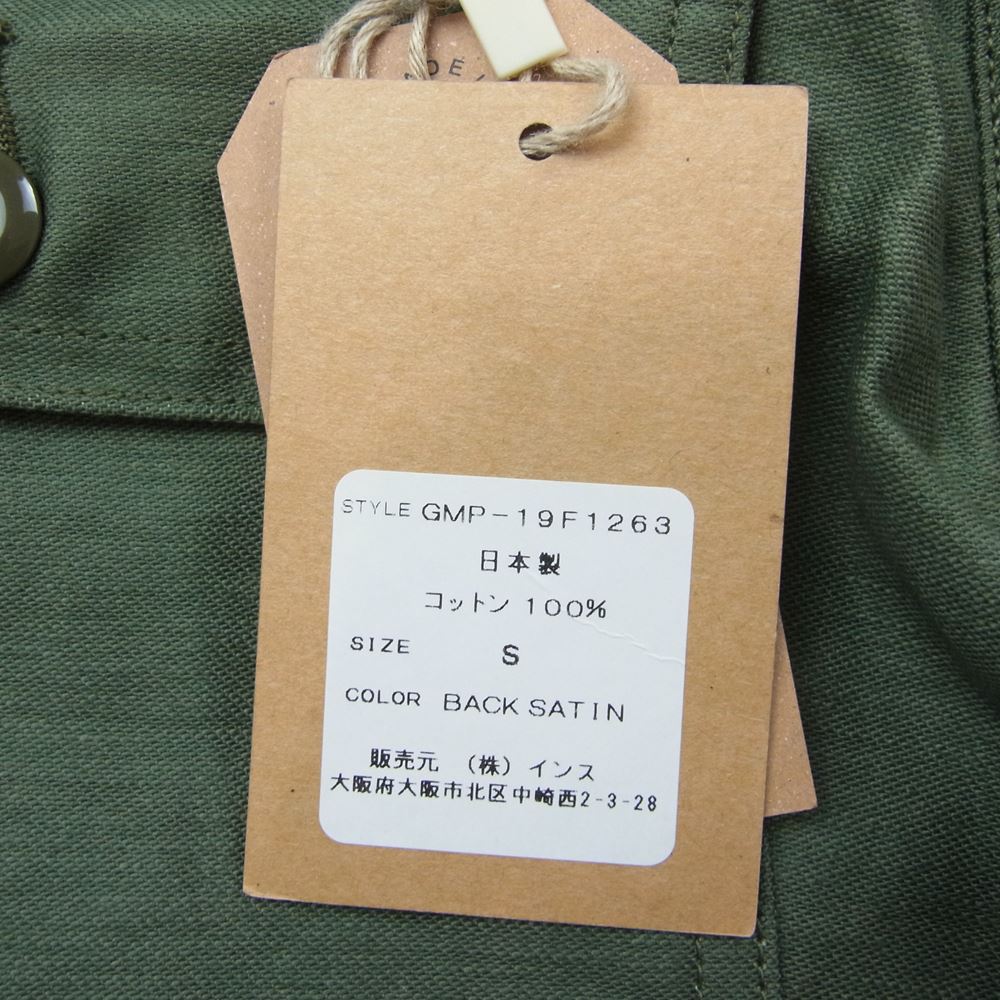 STYLE GMP-19F1263
日本製
コットン 100%
SIZE S
COLOR BACK SATIN
販売元 (株)インス
大阪府大阪市北区中崎西2-3-28